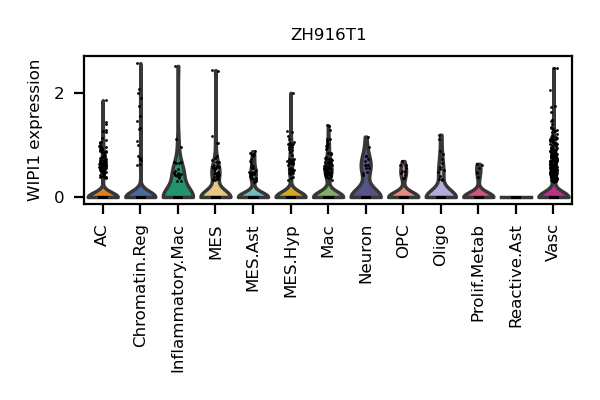 ZH916T1
WIPI1 expression
2
0
AC
Chromatin.Reg
Inflammatory.Mac
MES
MES.Ast
MES.Hyp
Mac
Neuron
OPC
Oligo
Prolif.Metab
Reactive.Ast
Vasc